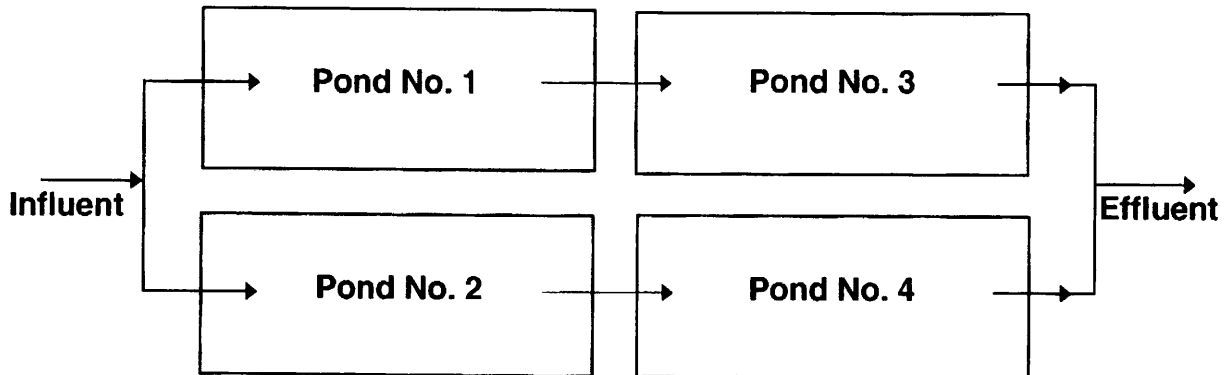 Pond No. 1
Pond No. 3
Influent
Effluent
Pond No. 2
Pond No. 4